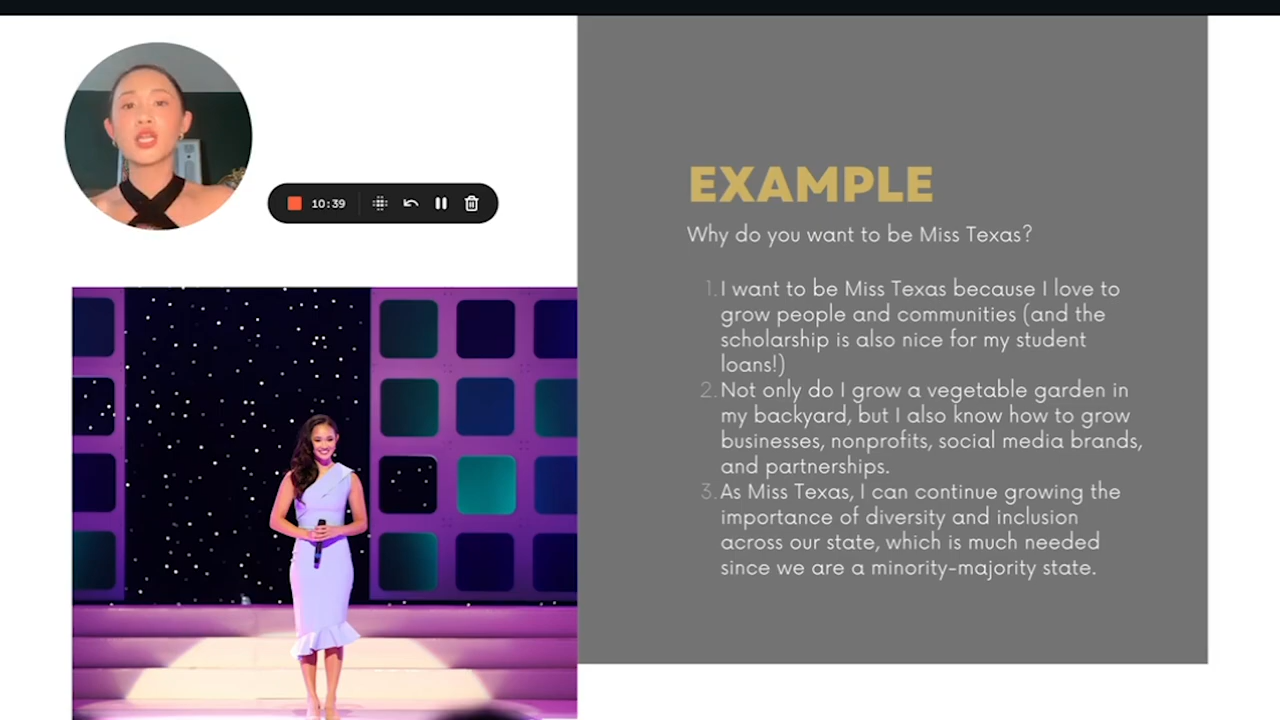 10:39
EXAMPLE
Why do you want to be Miss Texas?
1. I want to be Miss Texas because I love to
grow people and communities (and the
scholarship is also nice for my student
loans!)
2. Not only do I grow a vegetable garden in
my backyard, but I also know how to grow
businesses, nonprofits, social media brands,
and partnerships.
3. As Miss Texas, I can continue growing the
importance of diversity and inclusion
across our state, which is much needed
since we are a minority-majority state.